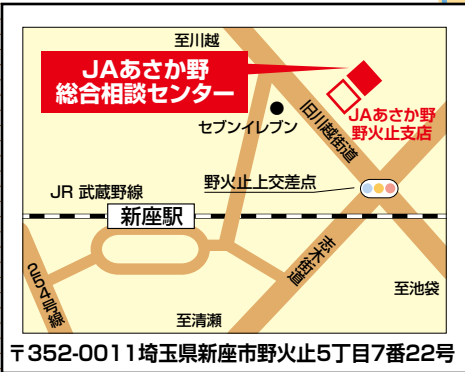 至川越
JAあさか野
総合相談センター
セブンイレブン
旧川越街道
JAあさか野
野火止支店
野火止上交差点
JR 武蔵野線
新座駅
254号線
志木街道
至池袋
至清瀬
〒352-0011埼玉県新座市野火止5丁目7番22号